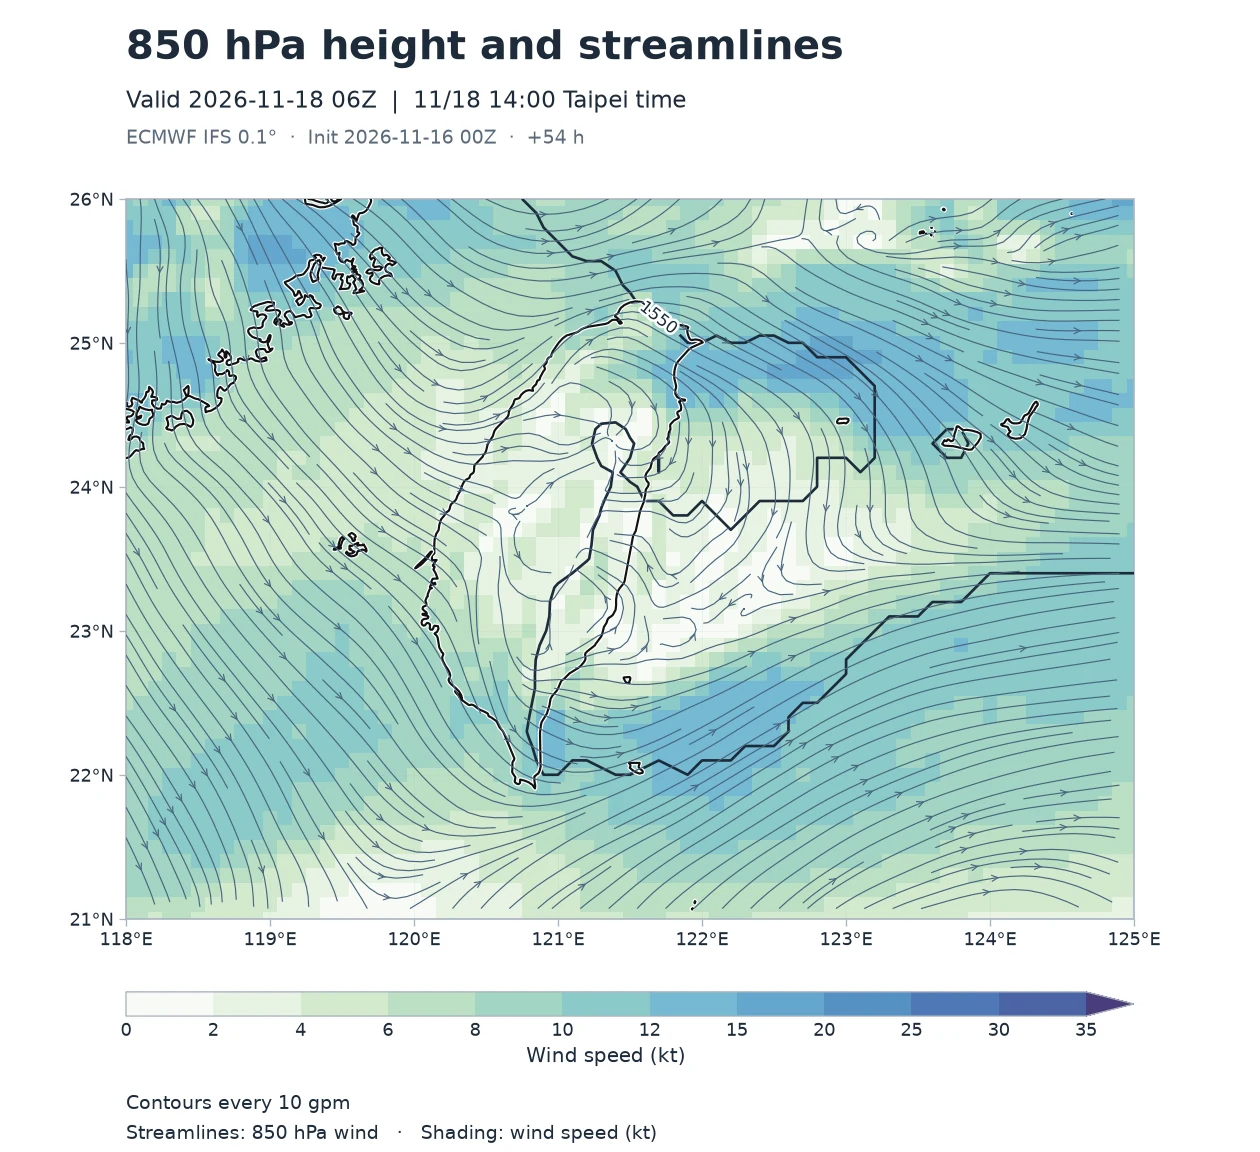 850 hPa height and streamlines
Valid 2026-11-18 06Z | 11/18 14:00 Taipei time
ECMWF IFS 0.1° · Init 2026-11-16 00Z · +54 h
26°N
25°N
24°N
23°N
22°N
21°N
1550
118°E 119°E 120°E 121°E 122°E 123°E 124°E 125°E
0 2 4 6 8 10 12 15 20 25 30 35
Wind speed (kt)
Contours every 10 gpm
Streamlines: 850 hPa wind · Shading: wind speed (kt)